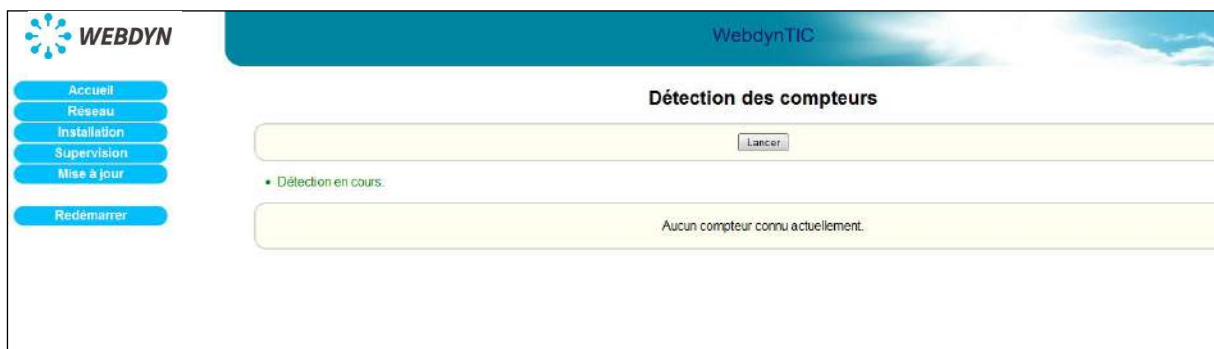 WEBDYN
WebdynTIC
Accueil
Réseau
Installation
Supervision
Mise à jour
Redémarrer
Détection des compteurs
Lancer
Détection en cours.
Aucun compteur connu actuellement.